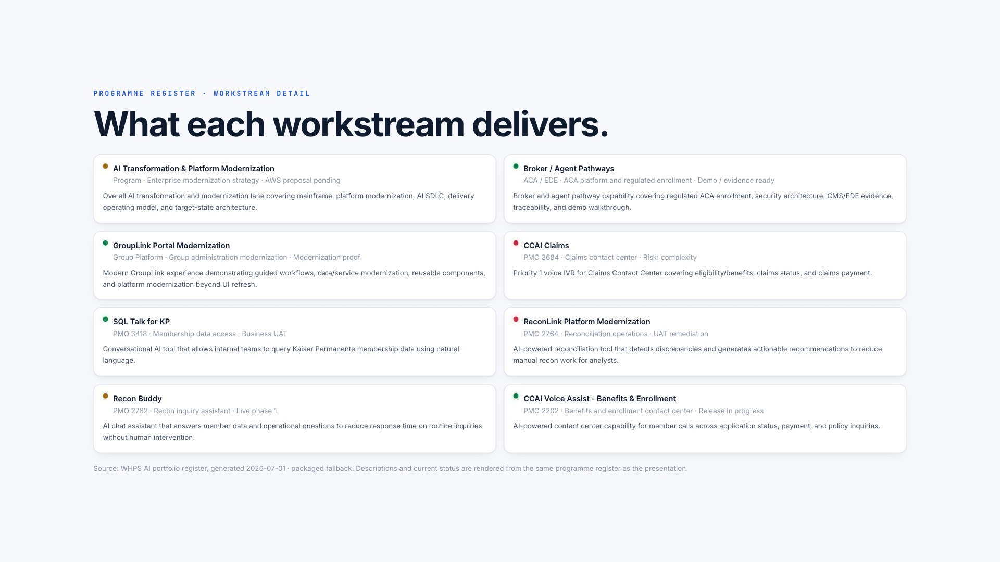 PROGRAMME REGISTER · WORKSTREAM DETAIL
What each workstream delivers.
AI Transformation & Platform Modernization
Program · Enterprise modernization strategy · AWS proposal pending
Overall AI transformation and modernization lane covering mainframe, platform modernization, AI SDLC, delivery
operating model, and target-state architecture.
Broker / Agent Pathways
ACA / EDE · ACA platform and regulated enrollment · Demo / evidence ready
Broker and agent pathway capability covering regulated ACA enrollment, security architecture, CMS/EDE evidence,
traceability, and demo walkthrough.
GroupLink Portal Modernization
Group Platform · Group administration modernization · Modernization proof
Modern GroupLink experience demonstrating guided workflows, data/service modernization, reusable components,
and platform modernization beyond UI refresh.
CCAI Claims
PMO 3684 · Claims contact center · Risk: complexity
Priority 1 voice IVR for Claims Contact Center covering eligibility/benefits, claims status, and claims payment.
SQL Talk for KP
PMO 3418 · Membership data access · Business UAT
Conversational AI tool that allows internal teams to query Kaiser Permanente membership data using natural
language.
ReconLink Platform Modernization
PMO 2764 · Reconciliation operations · UAT remediation
AI-powered reconciliation tool that detects discrepancies and generates actionable recommendations to reduce
manual recon work for analysts.
Recon Buddy
PMO 2762 · Recon inquiry assistant · Live phase 1
AI chat assistant that answers member data and operational questions to reduce response time on routine inquiries
without human intervention.
CCAI Voice Assist - Benefits & Enrollment
PMO 2202 · Benefits and enrollment contact center · Release in progress
AI-powered contact center capability for member calls across application status, payment, and policy inquiries.
Source: WHPS AI portfolio register, generated 2026-07-01 · packaged fallback. Descriptions and current status are rendered from the same programme register as the presentation.